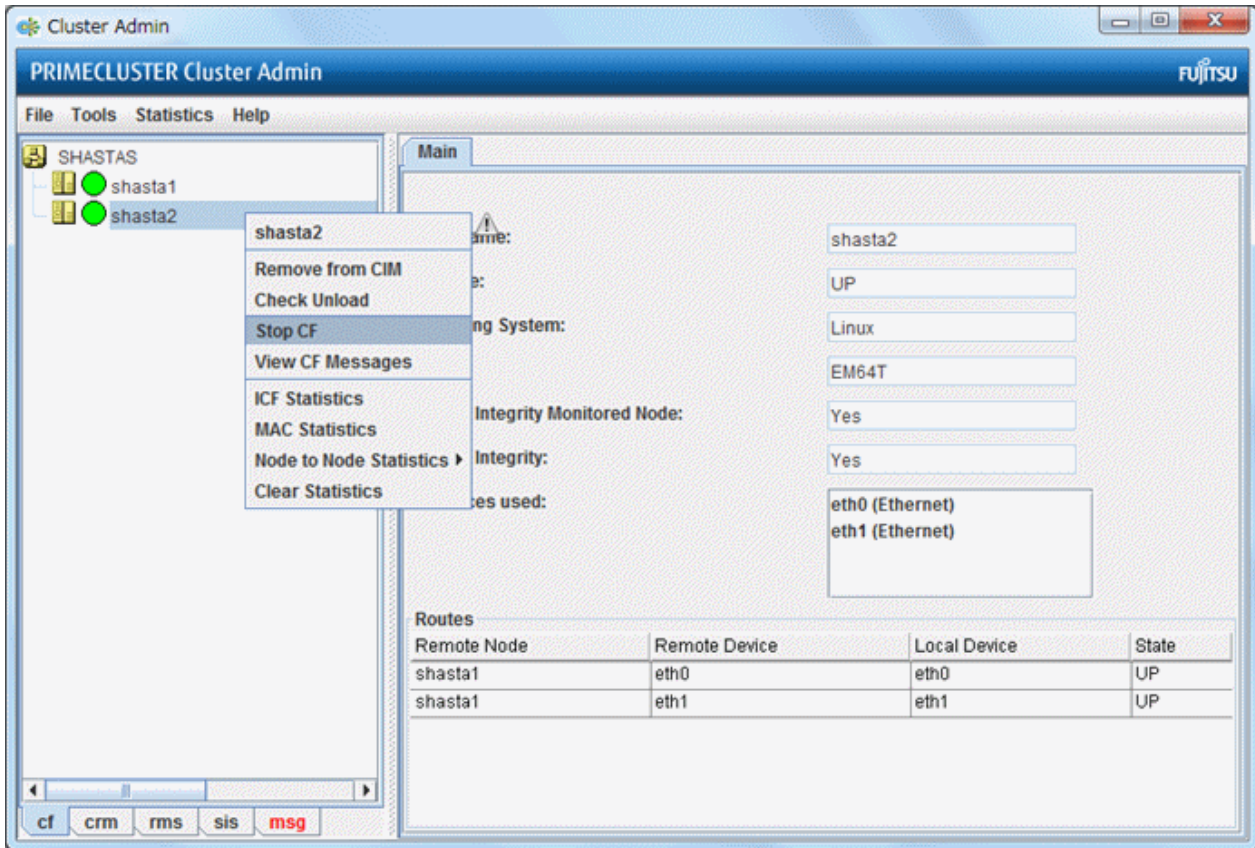 Cluster Admin
PRIMECLUSTER Cluster Admin
FUJITSU
File Tools Statistics Help
SHASTAS
shasta1
shasta2
shasta2
Remove from CIM
Check Unload
Stop CF
View CF Messages
ICF Statistics
MAC Statistics
Node to Node Statistics
Clear Statistics
cf crm rms sis msg
Main
shasta2
UP
System:
Linux
EM64T
Integrity Monitored Node:
Yes
Integrity:
Yes
used:
eth0 (Ethernet)
eth1 (Ethernet)
Routes
Remote Node Remote Device Local Device State
shasta1 eth0 eth0 UP
shasta1 eth1 eth1 UP